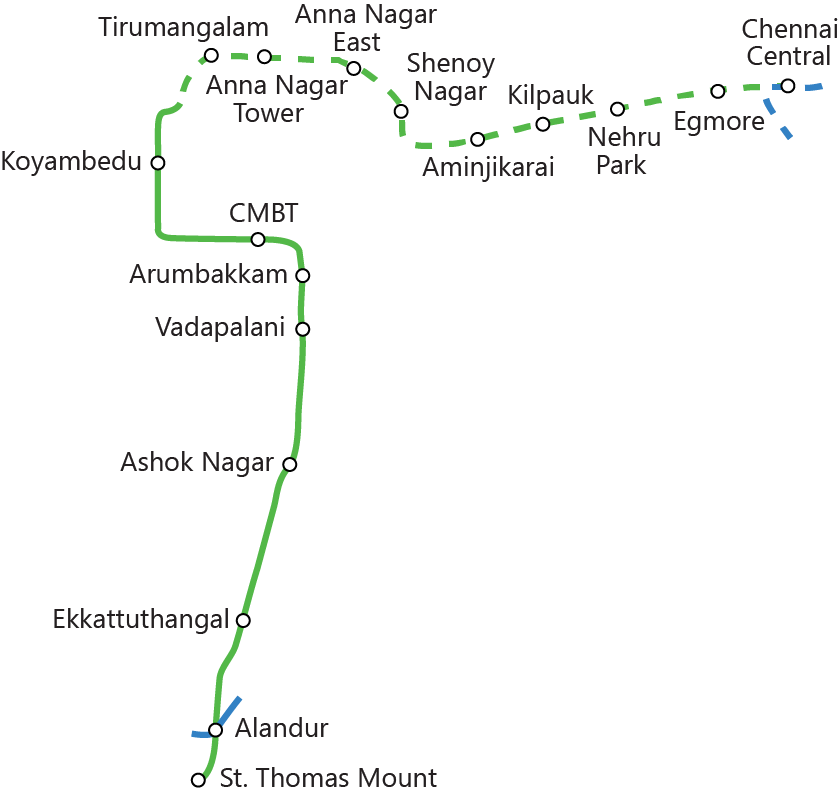 Tirumangalam
Anna Nagar
East
Chennai
Central
Shenoy
Nagar
Anna Nagar
Tower
Kilpauk
Egmore
Nehru
Park
Aminjikarai
Koyambedu
CMBT
Arumbakkam
Vadapalani
Ashok Nagar
Ekkattuthangal
Alandur
St. Thomas Mount